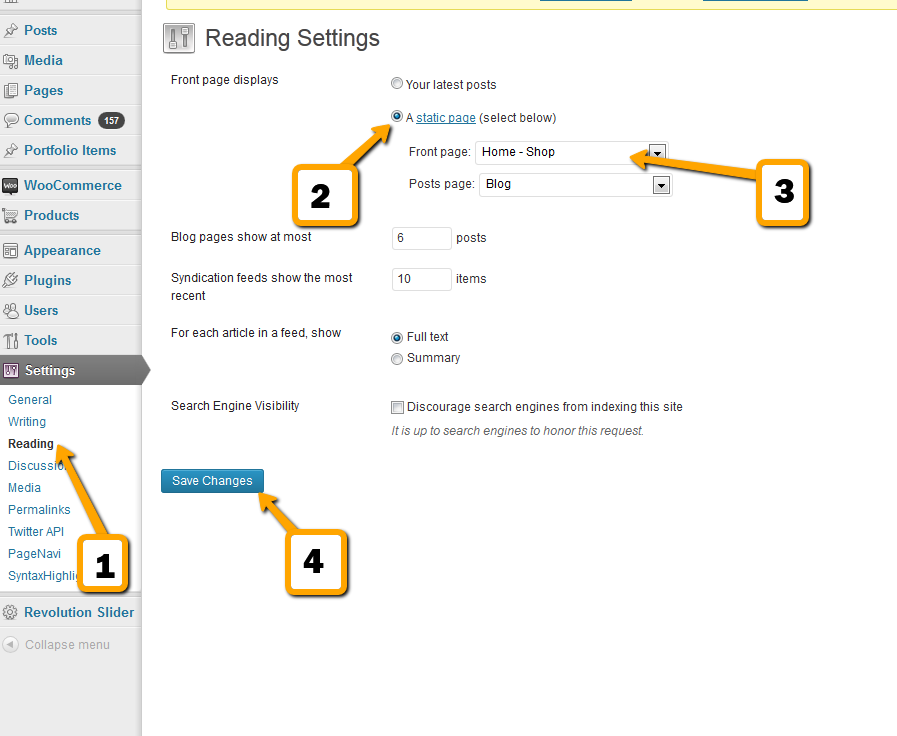 Posts
Media
Pages
Comments 157
Portfolio Items
Woo WooCommerce
Products
Appearance
Plugins
Users
Tools
Settings
General
Writing
Reading
Discussion
Media
Permalinks
Twitter API
PageNavi
SyntaxHighlig
1
Revolution Slider
Collapse menu
Reading Settings
Front page displays
Your latest posts
A static page (select below)
Front page: Home - Shop
Posts page: Blog
2
3
Blog pages show at most 6 posts
Syndication feeds show the most
recent
10 items
For each article in a feed, show
Full text
Summary
Search Engine Visibility
Discourage search engines from indexing this site
It is up to search engines to honor this request.
Save Changes
4